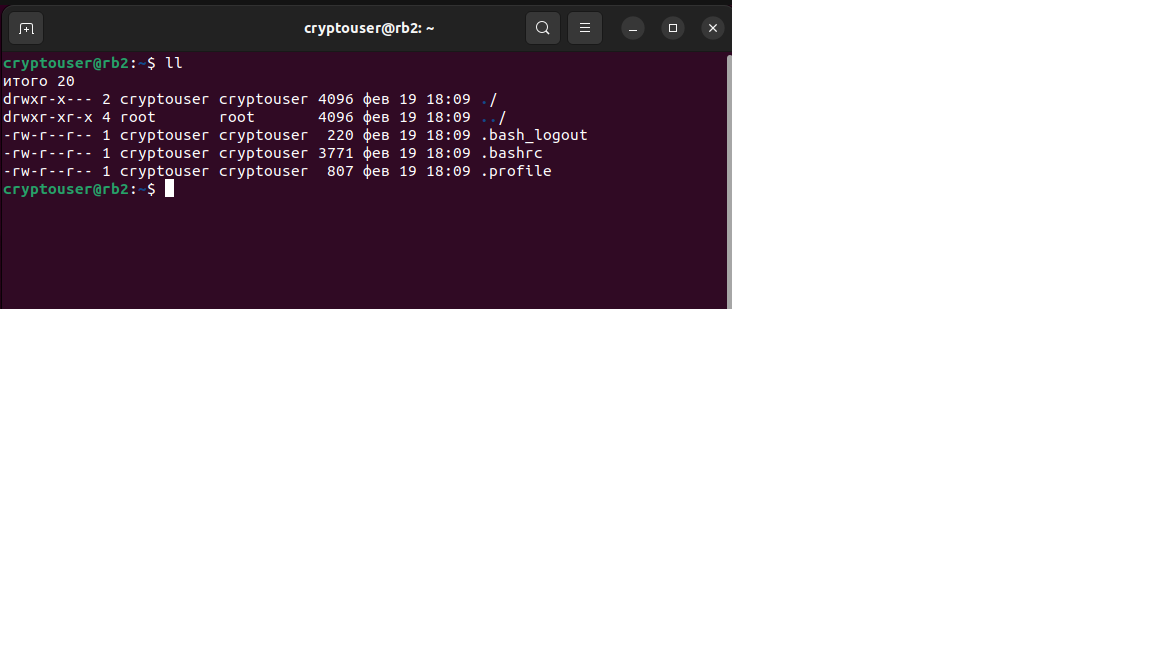 cryptouser@rb2: ~
cryptouser@rb2:~$ ll
итого 20
drwxr-x--- 2 cryptouser cryptouser 4096 фев 19 18:09 ./
drwxr-xr-x 4 root       root       4096 фев 19 18:09 ../
-rw-r--r-- 1 cryptouser cryptouser  220 фев 19 18:09 .bash_logout
-rw-r--r-- 1 cryptouser cryptouser 3771 фев 19 18:09 .bashrc
-rw-r--r-- 1 cryptouser cryptouser  807 фев 19 18:09 .profile
cryptouser@rb2:~$